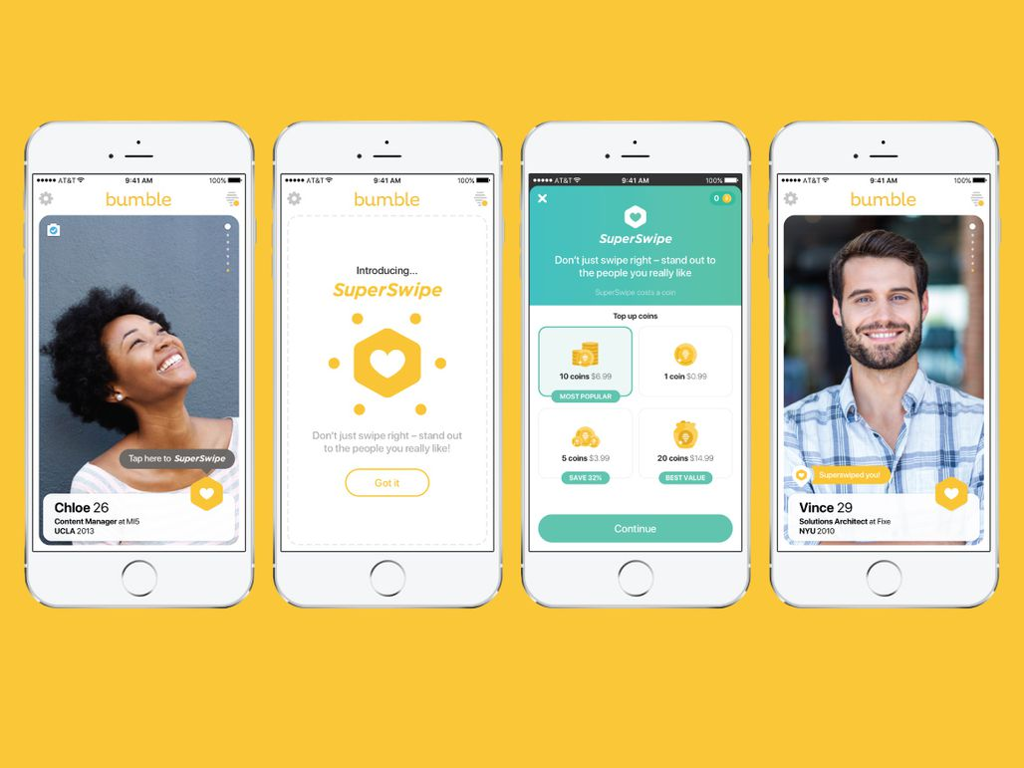 AT&T
9:41 AM
100%
bumble
Tap here to SuperSwipe
Chloe 26
Content Manager at MI5
UCLA 2013
AT&T
9:41 AM
100%
bumble
Introducing...
SuperSwipe
Don't just swipe right – stand out
to the people you really like!
Got it
AT&T
9:41 AM
100%
0
SuperSwipe
Don't just swipe right – stand out to
the people you really like
SuperSwipe costs a coin
Top up coins
10 coins $6.99
MOST POPULAR
1 coin $0.99
5 coins $3.99
SAVE 32%
20 coins $14.99
BEST VALUE
Continue
AT&T
9:41 AM
100%
bumble
Superswiped you!
Vince 29
Solutions Architect at Fixe
NYU 2010